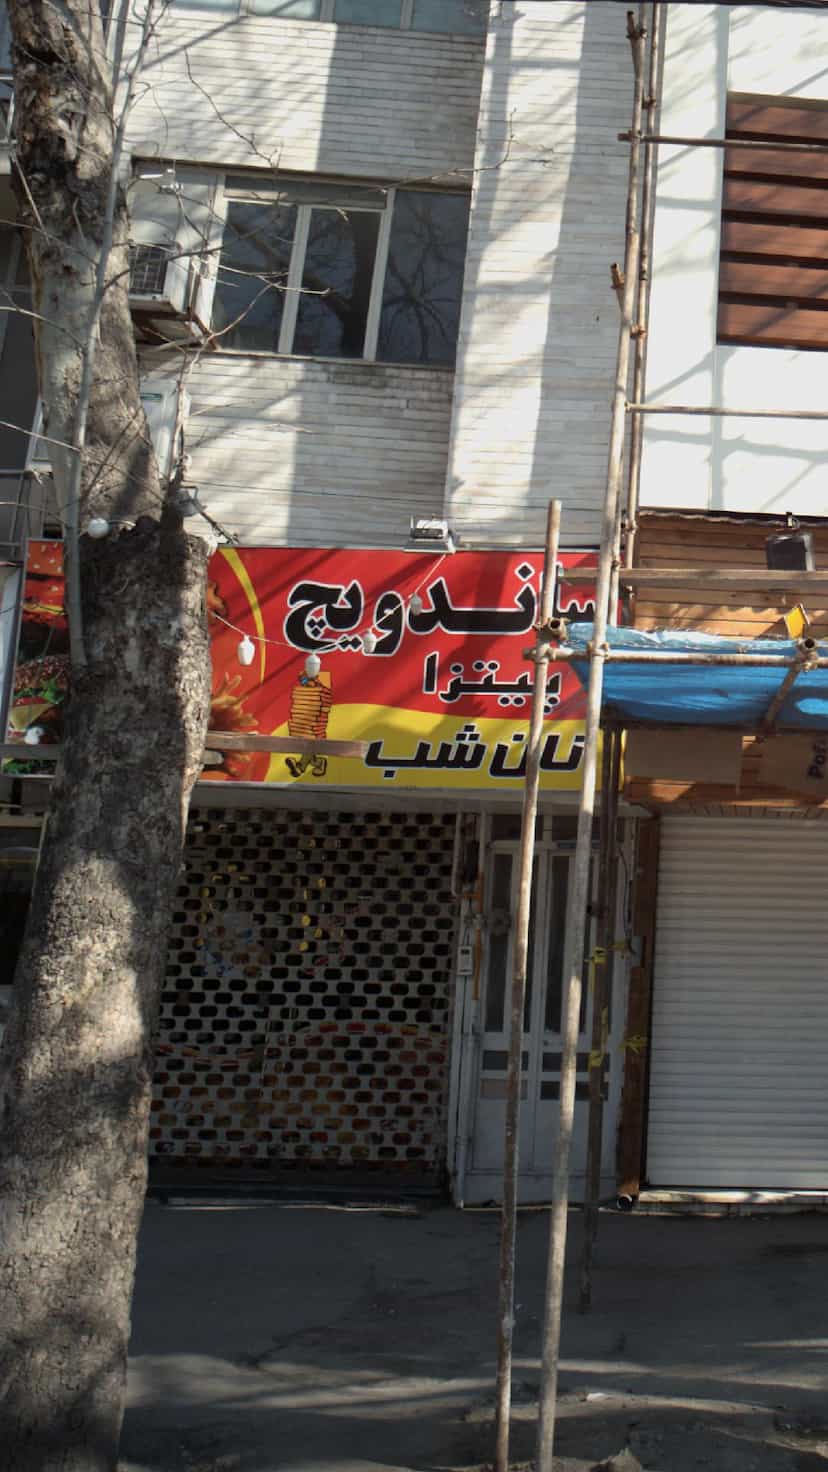 ساندویچ
پیتزا
نان شب